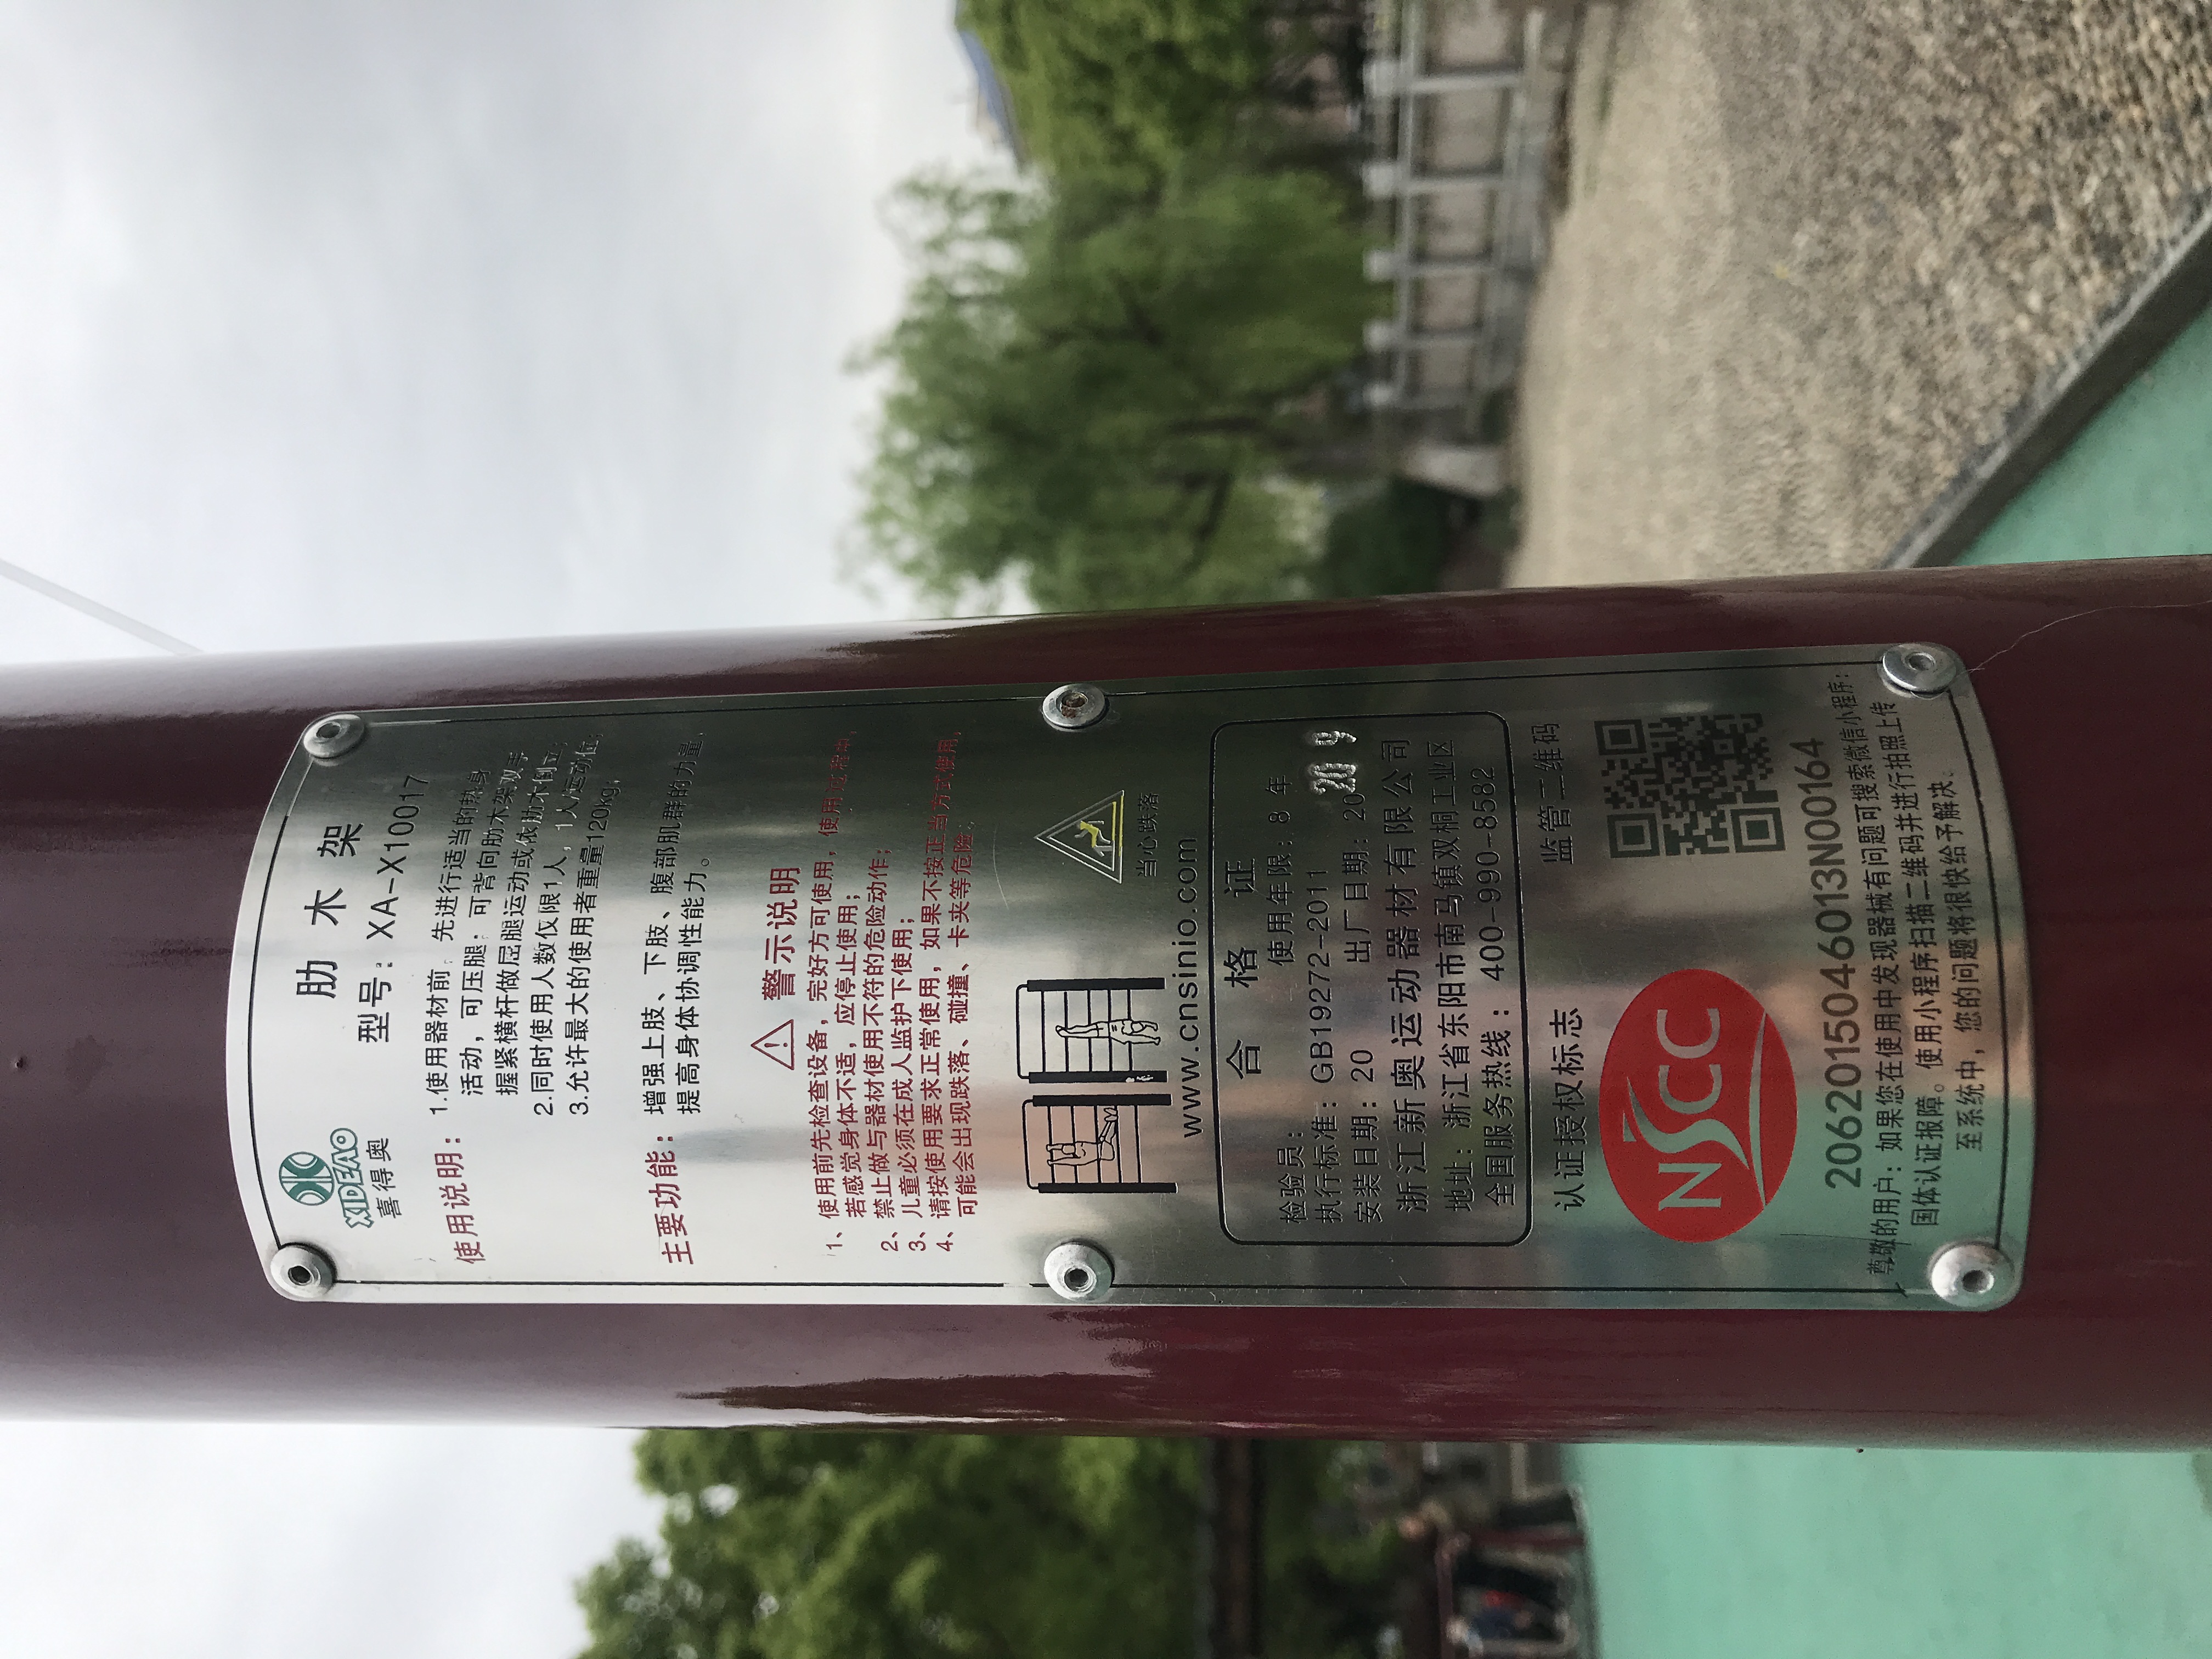 XIDEAO
喜得奥
肋木架
型号：XA-X10017
使用说明：
1.使用器材前，先进行适当的热身
活动，可压腿；可背向肋木架双手
握紧横杆做屈腿运动或依肋木倒立；
2.同时使用人数仅限1人，1人/运动位；
3.允许最大的使用者重量120kg；
主要功能：
增强上肢、下肢、腹部肌群的力量，
提高身体协调性能力。
警示说明
1、使用前先检查设备，完好方可使用，使用过程中，
若感觉身体不适，应停止使用；
2、禁止做与器材使用不符的危险动作；
3、儿童必须在成人监护下使用；
4、请按使用要求正常使用，如果不按正当方式使用，
可能会出现跌落、碰撞、卡夹等危险。
当心跌落
www.cnsinio.com
合格证
检验员：
使用年限：8 年
执行标准：GB19272-2011
安装日期：20
出厂日期：20 20 9
浙江新奥运动器材有限公司
地址：浙江省东阳市南马镇双桐工业区
全国服务热线：400-990-8582
认证授权标志
监管二维码
NSCC
20620150460 13N00164
尊敬的用户：如果您在使用中发现器械有问题可搜索微信小程序：
国体认证报障。使用小程序扫描二维码并进行拍照上传
至系统中，您的问题将很快给予解决。